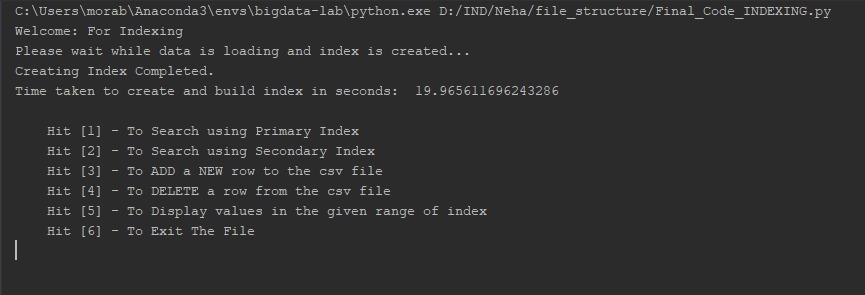 C:\Users\morab\Anaconda3\envs\bigdata-lab\python.exe D:/IND/Neha/file_structure/Final_Code_INDEXING.py
Welcome: For Indexing
Please wait while data is loading and index is created...
Creating Index Completed.
Time taken to create and build index in seconds:  19.965611696243286
Hit [1] - To Search using Primary Index
Hit [2] - To Search using Secondary Index
Hit [3] - To ADD a NEW row to the csv file
Hit [4] - To DELETE a row from the csv file
Hit [5] - To Display values in the given range of index
Hit [6] - To Exit The File